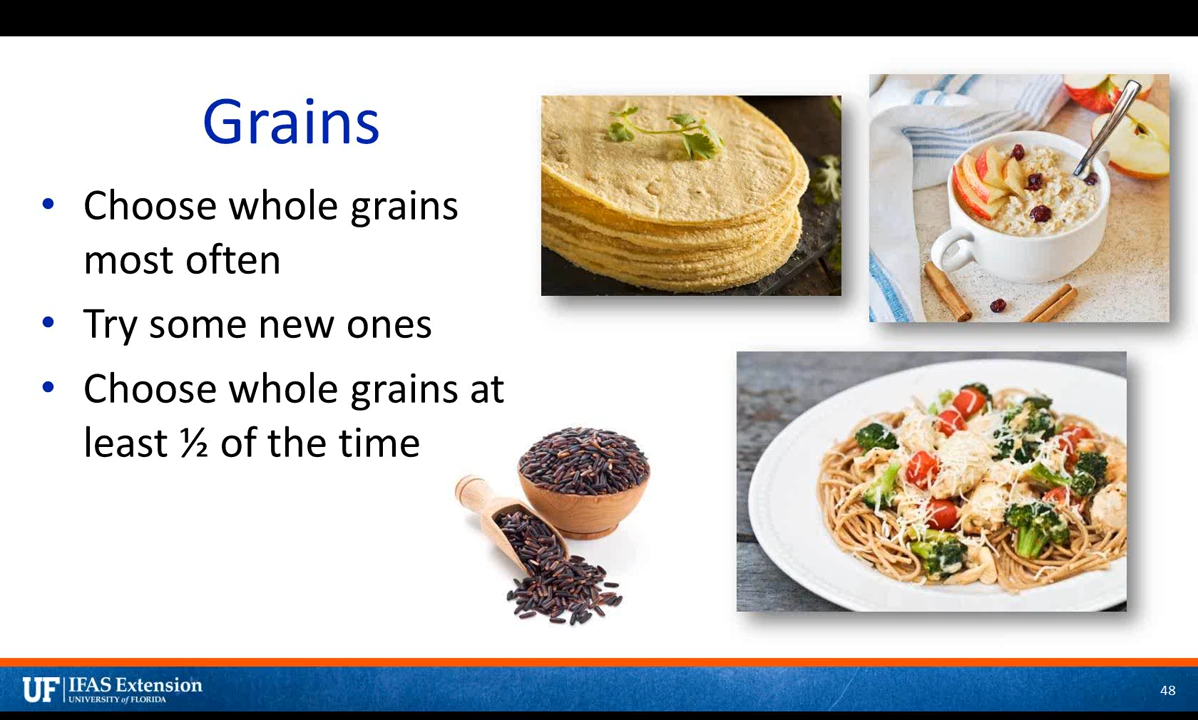 Grains
• Choose whole grains
most often
• Try some new ones
• Choose whole grains at
least ½ of the time
UF IFAS Extension
UNIVERSITY of FLORIDA
48